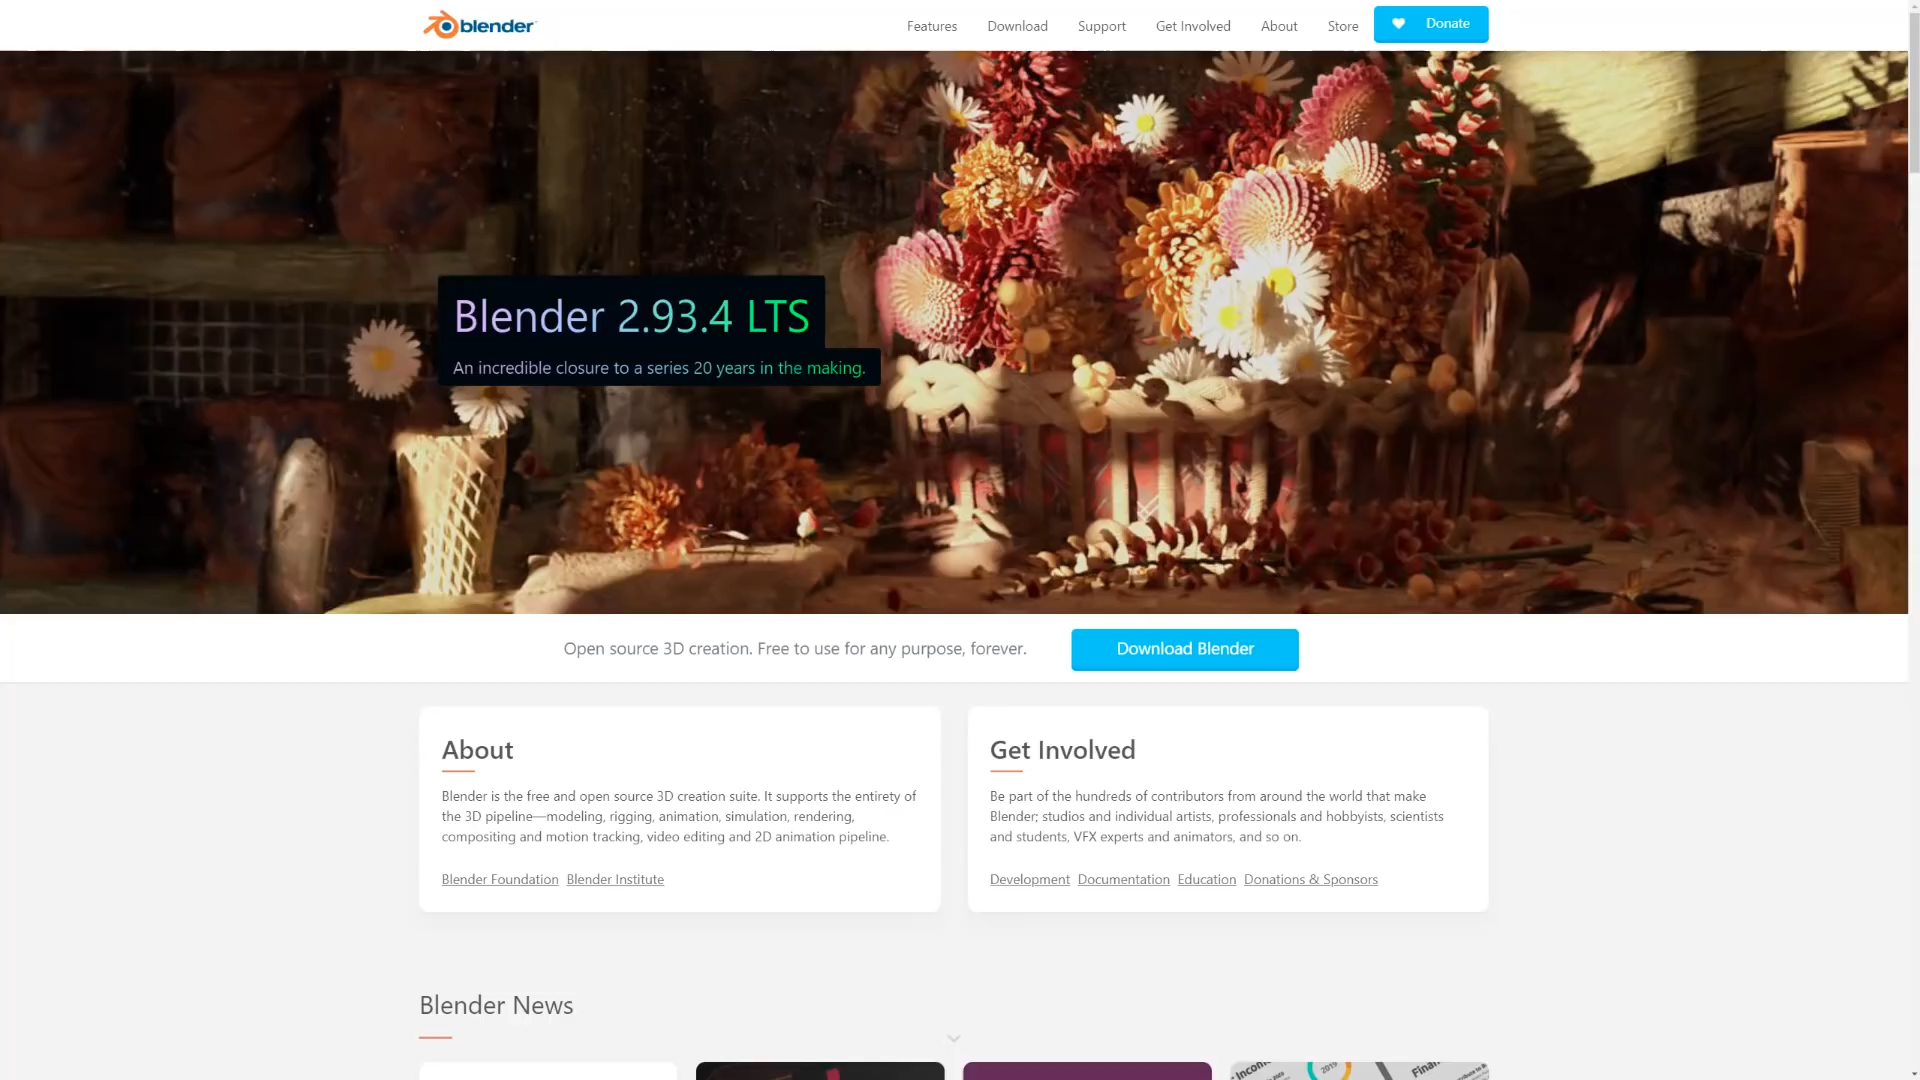 blender
Features Download Support Get Involved About Store Donate
Blender 2.93.4 LTS
An incredible closure to a series 20 years in the making.
Open source 3D creation. Free to use for any purpose, forever.
Download Blender
About
Blender is the free and open source 3D creation suite. It supports the entirety of
the 3D pipeline—modeling, rigging, animation, simulation, rendering,
compositing and motion tracking, video editing and 2D animation pipeline.
Blender Foundation Blender Institute
Get Involved
Be part of the hundreds of contributors from around the world that make
Blender; studios and individual artists, professionals and hobbyists, scientists
and students, VFX experts and animators, and so on.
Development Documentation Education Donations & Sponsors
Blender News
2019